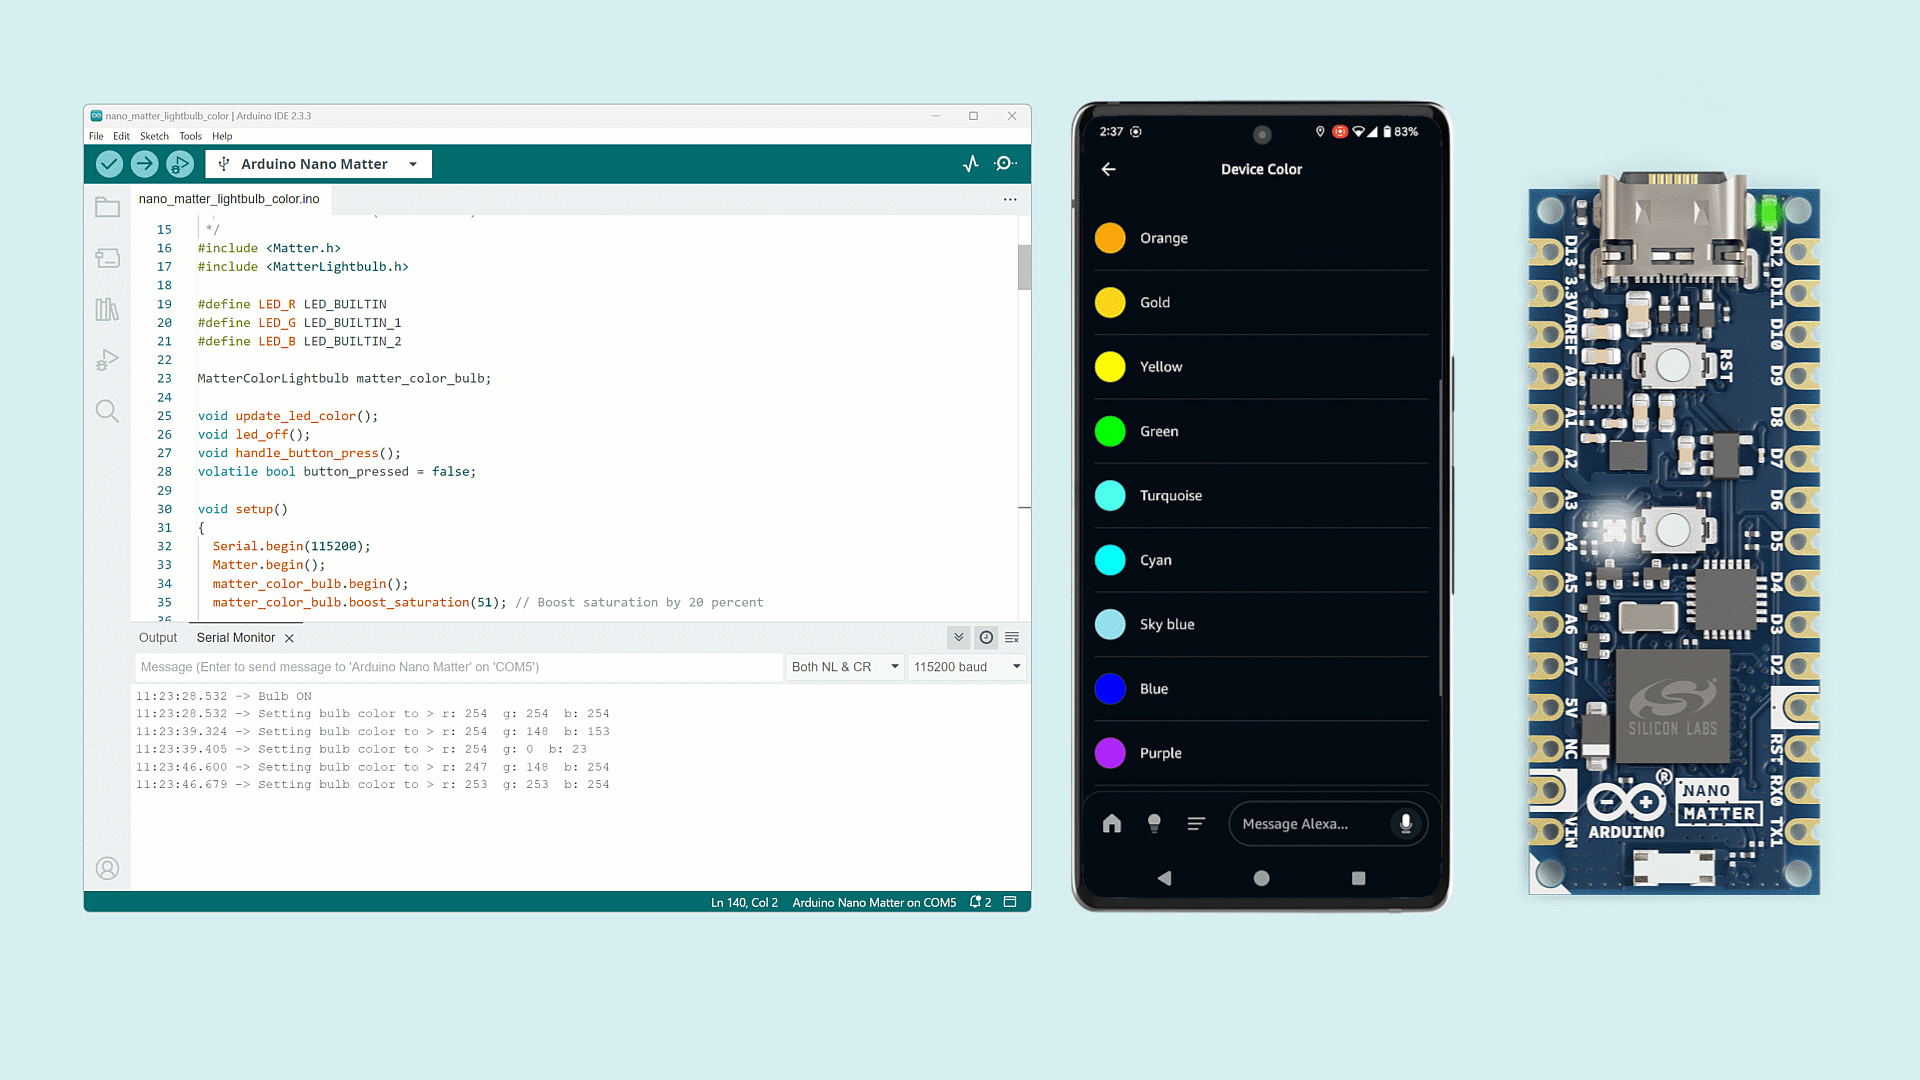 nano_matter_lightbulb_color | Arduino IDE 2.3.3
File Edit Sketch Tools Help
Arduino Nano Matter
nano_matter_lightbulb_color.ino
15 */
16 #include <Matter.h>
17 #include <MatterLightbulb.h>
18
19 #define LED_R LED_BUILTIN
20 #define LED_G LED_BUILTIN_1
21 #define LED_B LED_BUILTIN_2
22
23 MatterColorLightbulb matter_color_bulb;
24
25 void update_led_color();
26 void led_off();
27 void handle_button_press();
28 volatile bool button_pressed = false;
29
30 void setup()
31 {
32 Serial.begin(115200);
33 Matter.begin();
34 matter_color_bulb.begin();
35 matter_color_bulb.boost_saturation(51); // Boost saturation by 20 percent
Output Serial Monitor
Message (Enter to send message to 'Arduino Nano Matter' on 'COM5')
Both NL & CR
115200 baud
11:23:28.532 -> Bulb ON
11:23:28.532 -> Setting bulb color to > r: 254 g: 254 b: 254
11:23:39.324 -> Setting bulb color to > r: 254 g: 148 b: 153
11:23:39.405 -> Setting bulb color to > r: 254 g: 0 b: 23
11:23:46.600 -> Setting bulb color to > r: 247 g: 148 b: 254
11:23:46.679 -> Setting bulb color to > r: 253 g: 253 b: 254
Ln 140, Col 2 Arduino Nano Matter on COM5 2
2:37
83%
Device Color
Orange
Gold
Yellow
Green
Turquoise
Cyan
Sky blue
Blue
Purple
Message Alexa...
D13
3.3V
AREF
A0
A1
A2
A3
A4
A5
A6
A7
5V
NC
VIN
D12
D11
D10
D9
D8
D7
D6
D5
D4
D3
D2
RST
RX0
TX1
RST
SILICON LABS
ARDUINO
®
NANO
MATTER